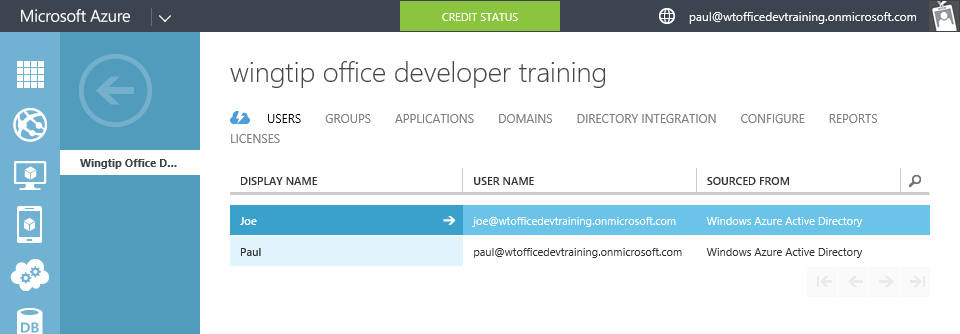 Microsoft Azure CREDIT STATUS paul@wtofficedevtraining.onmicrosoft.com
wingtip office developer training
USERS GROUPS APPLICATIONS DOMAINS DIRECTORY INTEGRATION CONFIGURE REPORTS
LICENSES
Wingtip Office D...
DISPLAY NAME USER NAME SOURCED FROM
Joe joe@wtofficedevtraining.onmicrosoft.com Windows Azure Active Directory
Paul paul@wtofficedevtraining.onmicrosoft.com Windows Azure Active Directory
DB